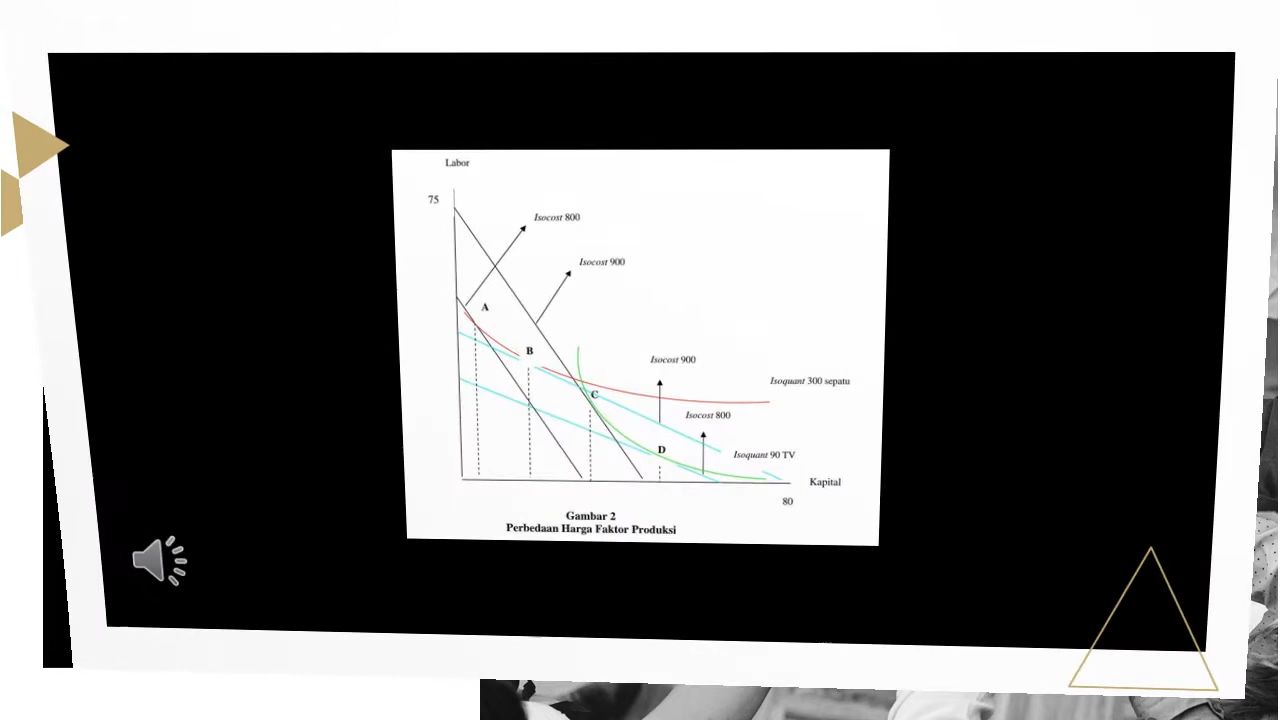 Labor
75
Isocost 800
Isocost 900
A
B
Isocost 900
Isoquant 300 sepatu
C
Isocost 800
D
Isoquant 90 TV
Kapital
80
Gambar 2
Perbedaan Harga Faktor Produksi